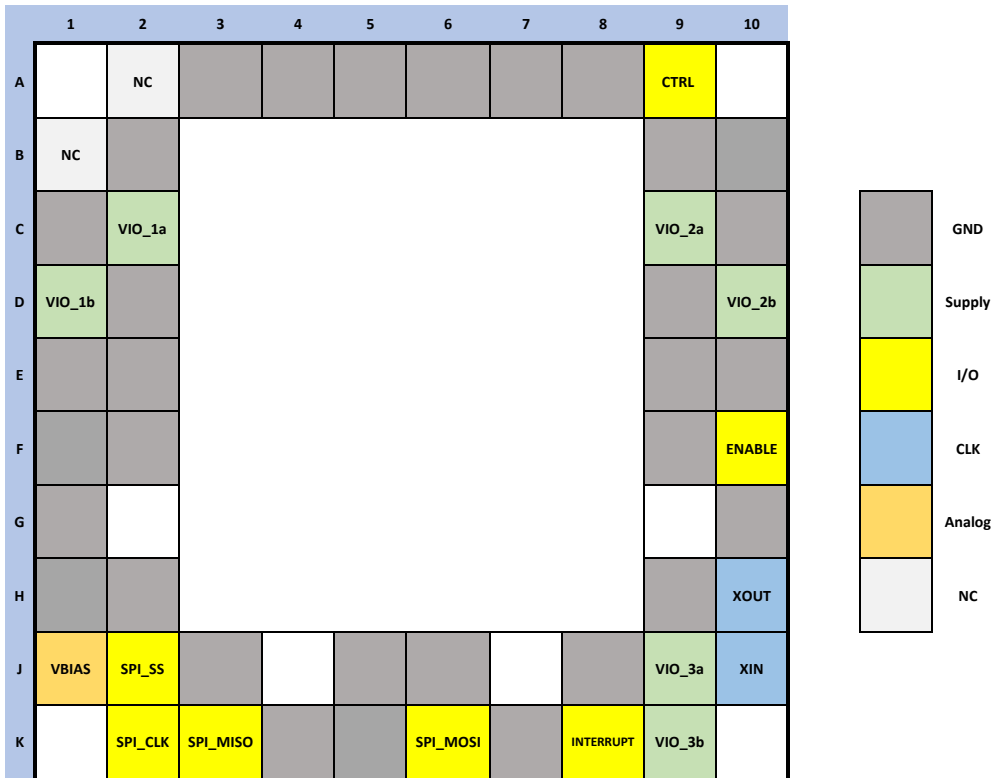 1 2 3 4 5 6 7 8 9 10
A NC CTRL
B NC
C VIO_1a VIO_2a GND
D VIO_1b VIO_2b Supply
E I/O
F ENABLE CLK
G Analog
H XOUT NC
J VBIAS SPI_SS VIO_3a XIN
K SPI_CLK SPI_MISO SPI_MOSI INTERRUPT VIO_3b